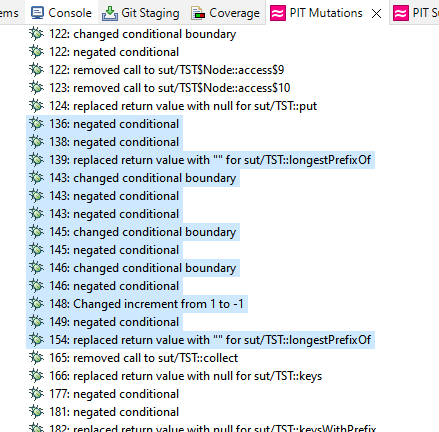 ems Console Git Staging Coverage PIT Mutations PIT S
122: changed conditional boundary
122: negated conditional
122: removed call to sut/TST$Node::access$9
123: removed call to sut/TST$Node::access$10
124: replaced return value with null for sut/TST::put
136: negated conditional
138: negated conditional
139: replaced return value with "" for sut/TST::longestPrefixOf
143: changed conditional boundary
143: negated conditional
143: negated conditional
145: changed conditional boundary
145: negated conditional
146: changed conditional boundary
146: negated conditional
148: Changed increment from 1 to -1
149: negated conditional
154: replaced return value with "" for sut/TST::longestPrefixOf
165: removed call to sut/TST::collect
166: replaced return value with null for sut/TST::keys
177: negated conditional
181: negated conditional
182: replaced return value with null for sut/TST::keysWithPrefix